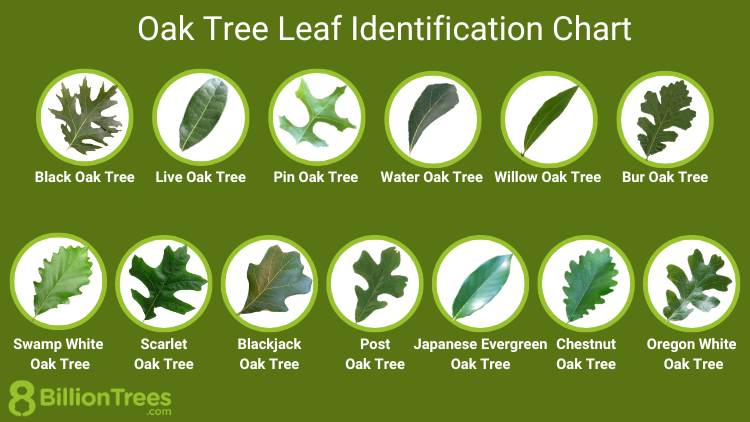 Oak Tree Leaf Identification Chart
Black Oak Tree
Live Oak Tree
Pin Oak Tree
Water Oak Tree
Willow Oak Tree
Bur Oak Tree
Swamp White
Oak Tree
Scarlet
Oak Tree
Blackjack
Oak Tree
Post
Oak Tree
Japanese Evergreen
Oak Tree
Chestnut
Oak Tree
Oregon White
Oak Tree
8BillionTrees
.com